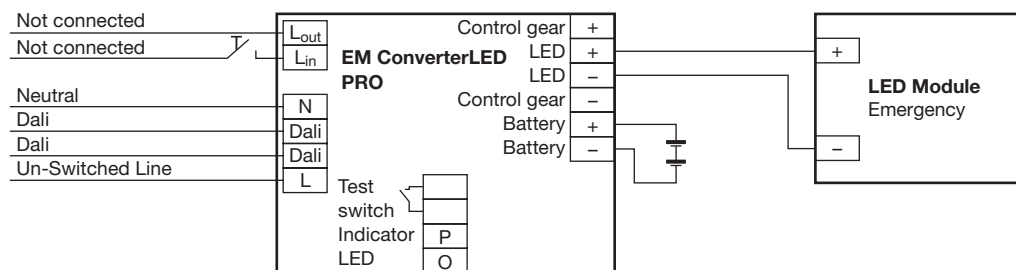 Not connected
Not connected
Neutral
Dali
Dali
Un-Switched Line
T
Lout
Lin
N
Dali
Dali
L
EM ConverterLED
PRO
Control gear +
LED +
LED –
Control gear –
Battery +
Battery –
Test
switch
Indicator P
LED O
+
–
LED Module
Emergency